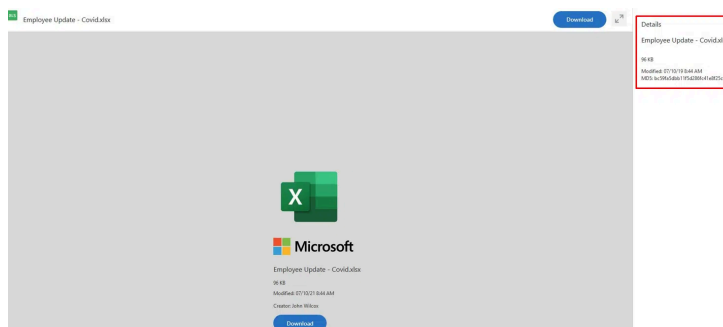 Employee Update - Covid.xlsx
Download
Details
Employee Update - Covid.xl
96 KB
Modified: 07/10/19 8:44 AM
X
Microsoft
Employee Update - Covid.xlsx
96 KB
Modified: 07/10/21 8:44 AM
Creator: John Wilcox
Download